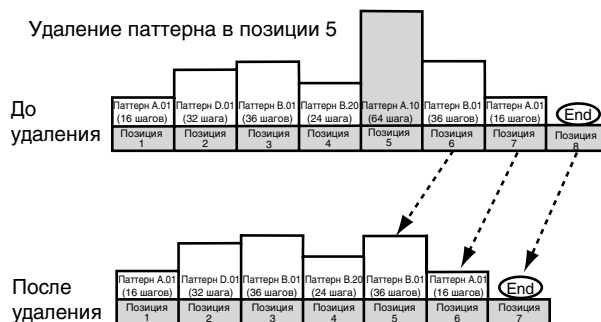 Удаление паттерна в позиции 5
До удаления
Паттерн A.01 (16 шагов)
Паттерн D.01 (32 шага)
Паттерн B.01 (36 шагов)
Паттерн B.20 (24 шага)
Паттерн A.10 (64 шага)
Паттерн B.01 (36 шагов)
Паттерн A.01 (16 шагов)
End
Позиция 1
Позиция 2
Позиция 3
Позиция 4
Позиция 5
Позиция 6
Позиция 7
Позиция 8
После удаления
Паттерн A.01 (16 шагов)
Паттерн D.01 (32 шага)
Паттерн B.01 (36 шагов)
Паттерн B.20 (24 шага)
Паттерн B.01 (36 шагов)
Паттерн A.01 (16 шагов)
End
Позиция 1
Позиция 2
Позиция 3
Позиция 4
Позиция 5
Позиция 6
Позиция 7